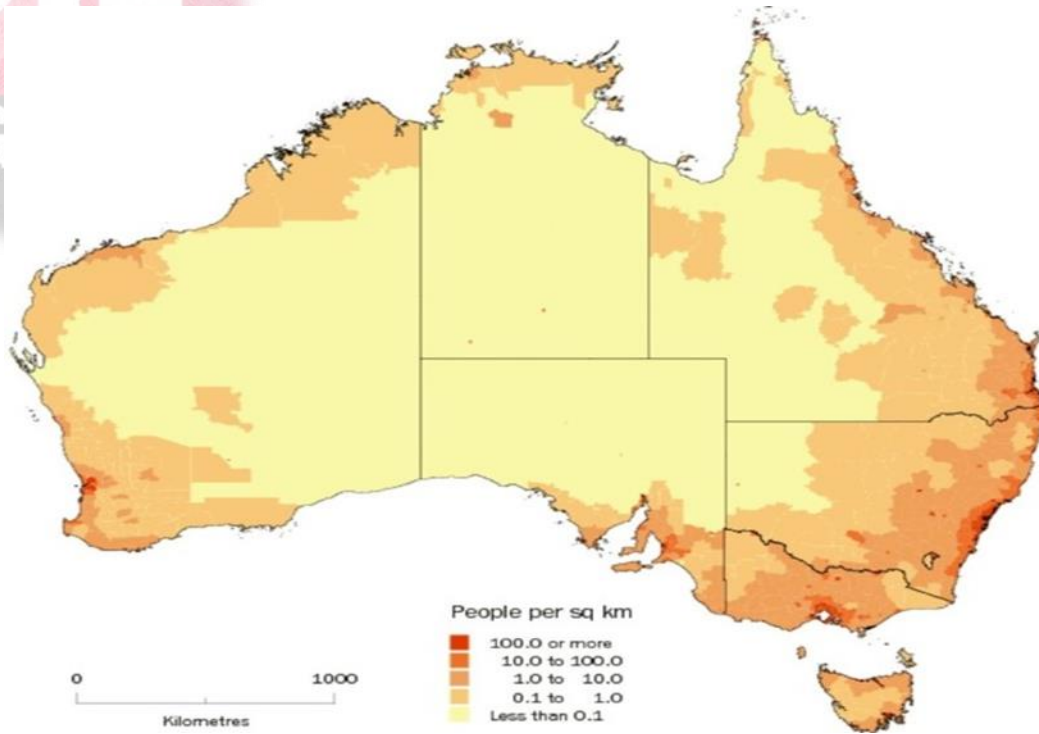 People per sq km
100.0 or more
10.0 to 100.0
1.0 to 10.0
0.1 to 1.0
Less than 0.1
0 1000
Kilometres